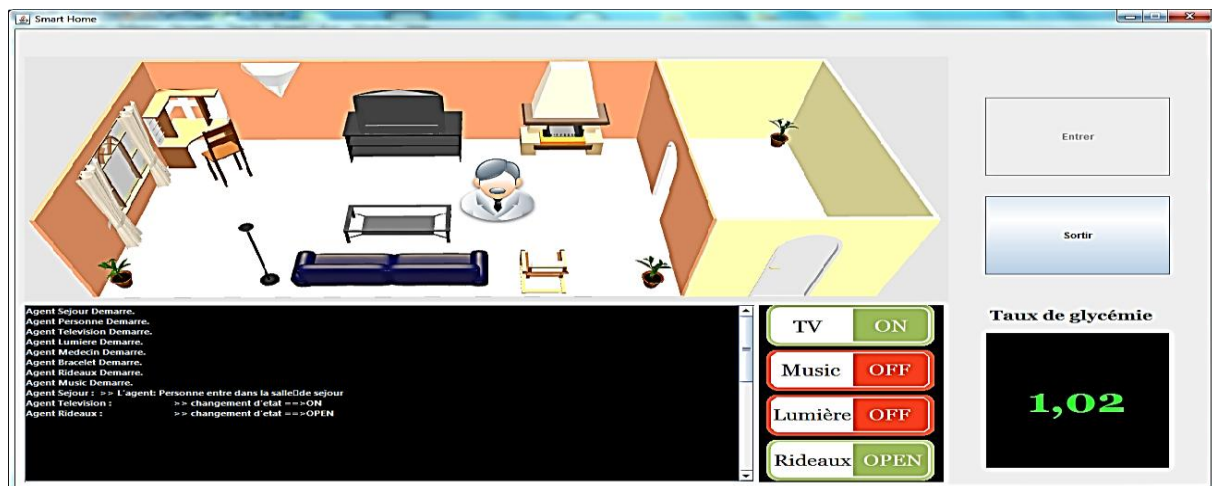 Smart Home
Entrer
Sortir
Agent Sejour Demarre.
Agent Personne Demarre.
Agent Television Demarre.
Agent Lumiere Demarre.
Agent Medecin Demarre.
Agent Bracelet Demarre.
Agent Rideaux Demarre.
Agent Music Demarre.
Agent Sejour : >> L'agent: Personne entre dans la salle▯de sejour
Agent Television : >> changement d'etat ==>ON
Agent Rideaux : >> changement d'etat ==>OPEN
TV ON
Music OFF
Lumière OFF
Rideaux OPEN
Taux de glycémie
1,02